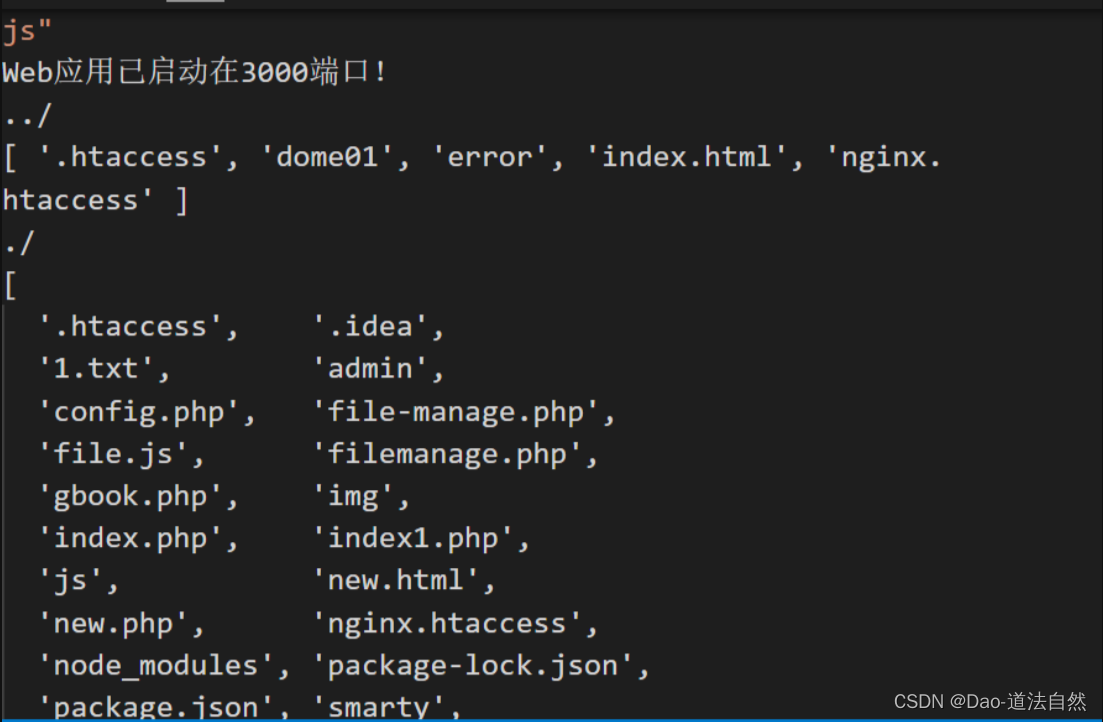 js"
Web应用已启动在3000端口!
../
[ '.htaccess', 'dome01', 'error', 'index.html', 'nginx.
htaccess' ]
./
[
'.htaccess', '.idea',
'1.txt', 'admin',
'config.php', 'file-manage.php',
'file.js', 'filemanage.php',
'gbook.php', 'img',
'index.php', 'index1.php',
'js', 'new.html',
'new.php', 'nginx.htaccess',
'node_modules', 'package-lock.json',
'package.json', 'smarty',
CSDN @Dao-道法自然